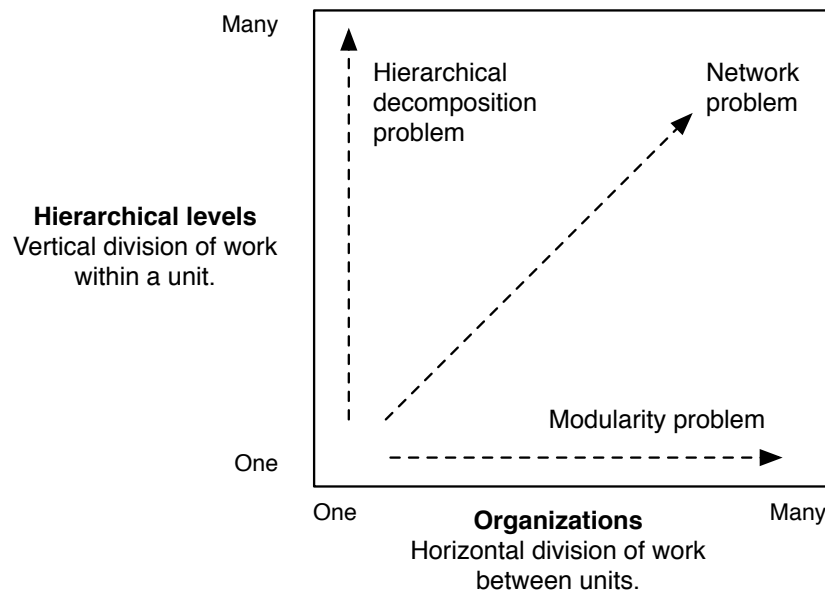 Many
Hierarchical
decomposition
problem
Network
problem
Hierarchical levels
Vertical division of work
within a unit.
Modularity problem
One
One
Many
Organizations
Horizontal division of work
between units.